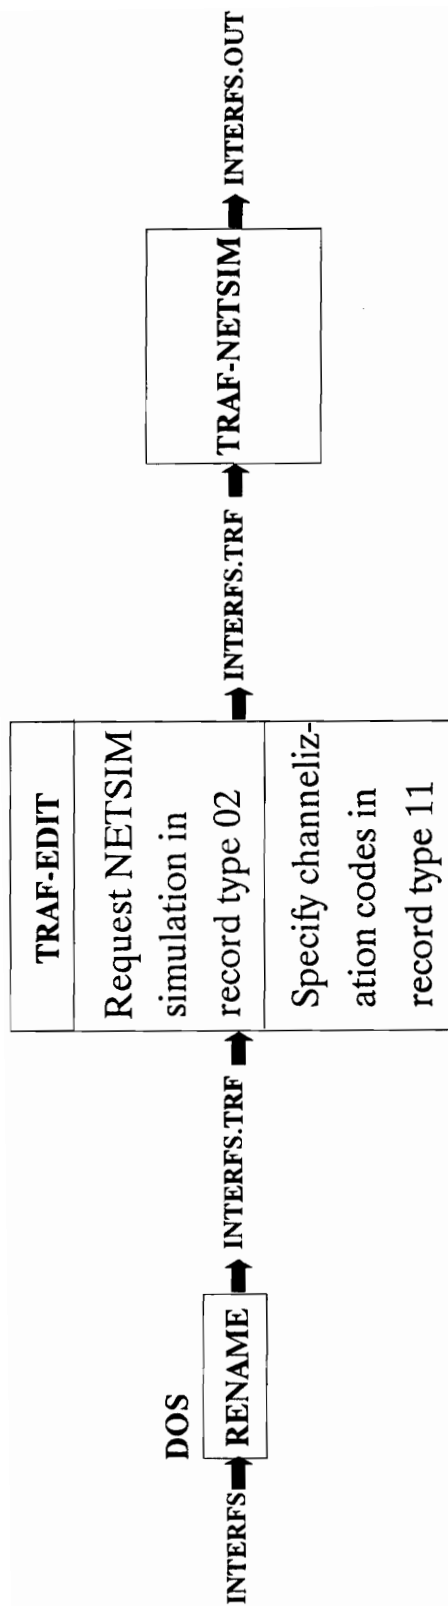 DOS
INTERFS
RENAME
INTERFS.TRF
TRAF-EDIT
Request NETSIM
simulation in
record type 02
Specify channeliz-
ation codes in
record type 11
INTERFS.TRF
TRAF-NETSIM
INTERFS.OUT